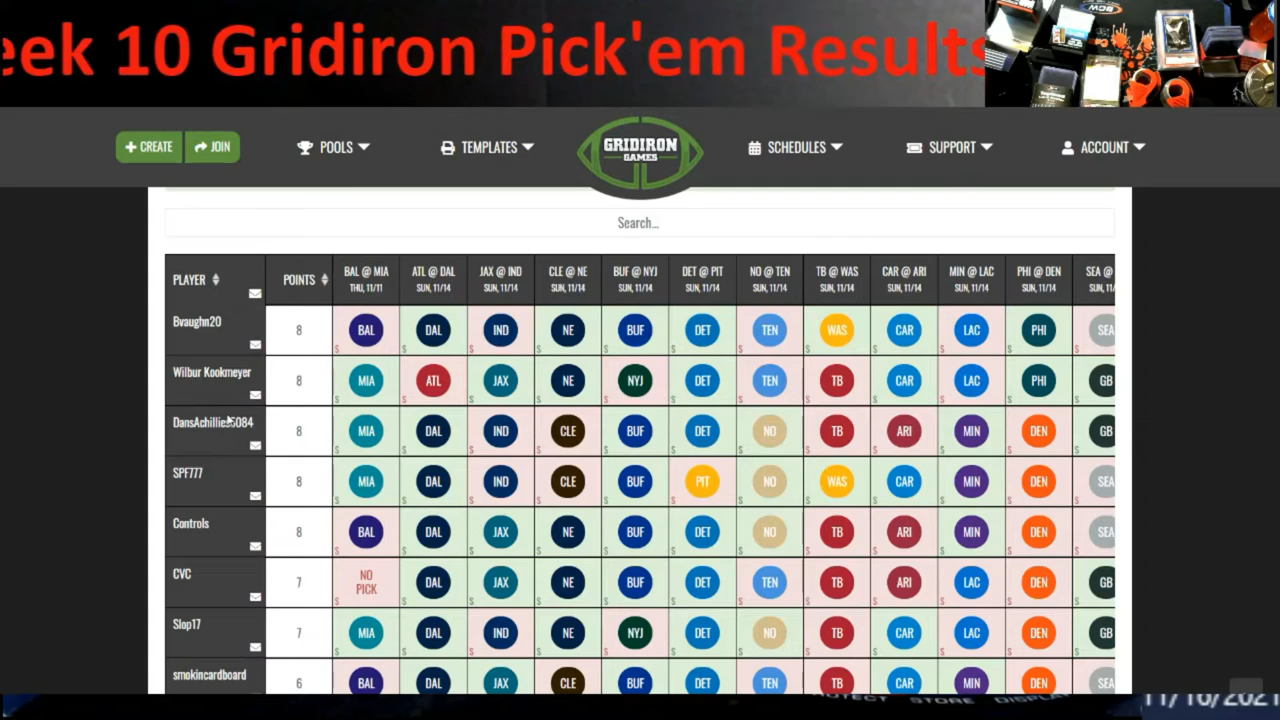 eek 10 Gridiron Pick'em Results
CREATE JOIN POOLS TEMPLATES GRIDIRON GAMES SCHEDULES SUPPORT ACCOUNT
Search...
PLAYER POINTS BAL @ MIA ATL @ DAL JAX @ IND CLE @ NE BUF @ NYJ DET @ PIT NO @ TEN TB @ WAS CAR @ ARI MIN @ LAC PHI @ DEN SEA @
THU, 11/11 SUN, 11/14 SUN, 11/14 SUN, 11/14 SUN, 11/14 SUN, 11/14 SUN, 11/14 SUN, 11/14 SUN, 11/14 SUN, 11/14 SUN, 11/14 SUN, 11/
Bvaughn20 8 BAL DAL IND NE BUF DET TEN WAS CAR LAC PHI SEA
Wilbur Kookmeyer 8 MIA ATL JAX NE NYJ DET TEN TB CAR LAC PHI GB
DansAchillies5084 8 MIA DAL IND CLE BUF DET NO TB ARI MIN DEN GB
SPF777 8 MIA DAL IND CLE BUF PIT NO WAS CAR MIN DEN SEA
Controls 8 BAL DAL JAX NE BUF DET NO TB ARI MIN DEN SEA
CVC 7 NO PICK DAL JAX NE BUF DET TEN TB ARI LAC DEN GB
Slop17 7 MIA DAL IND NE NYJ DET NO TB CAR LAC DEN GB
smokincardboard 6 BAL DAL JAX CLE BUF DET TEN TB CAR MIN DEN SEA
PROTECT STORE DISPLAY 11/16/2021